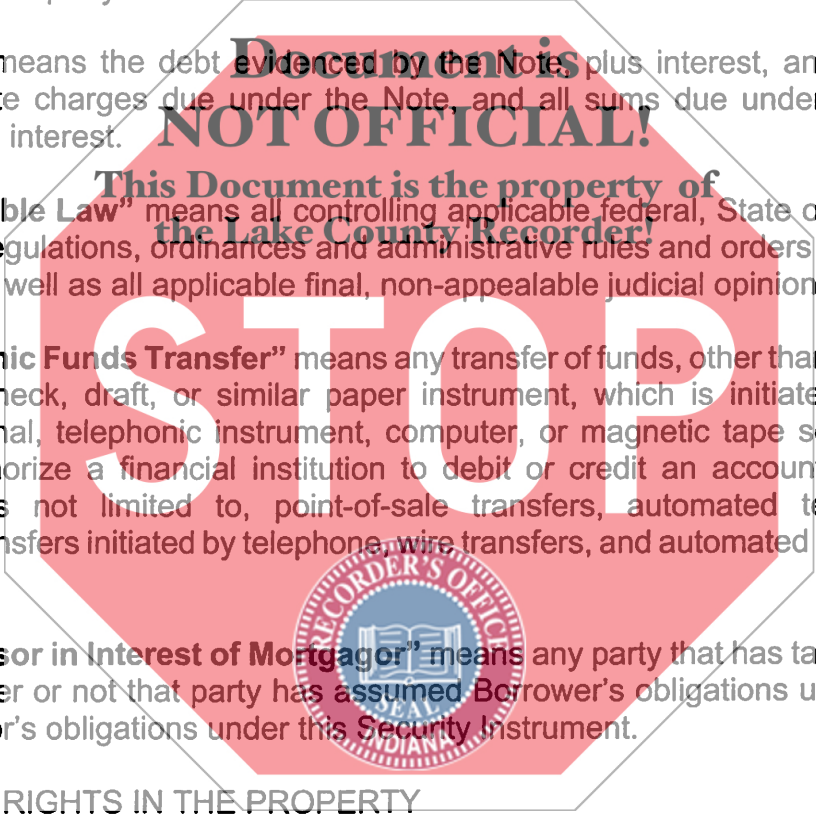 Document is
means the debt evidenced by the Note, plus interest, an
te charges due under the Note, and all sums due under
interest.
NOT OFFICIAL!
This Document is the property of
the Lake County Recorder!
ble Law” means all controlling applicable federal, State o
egulations, ordinances and administrative rules and orders
well as all applicable final, non-appealable judicial opinion
STOP
nic Funds Transfer” means any transfer of funds, other than
heck, draft, or similar paper instrument, which is initiate
nal, telephonic instrument, computer, or magnetic tape s
orize a financial institution to debit or credit an accoun
s not limited to, point-of-sale transfers, automated te
nsfers initiated by telephone, wire transfers, and automated
RECORDER'S OFFICE
SEAL
INDIANA
sor in Interest of Mortgagor” means any party that has ta
er or not that party has assumed Borrower's obligations u
or's obligations under this Security Instrument.
RIGHTS IN THE PROPERTY